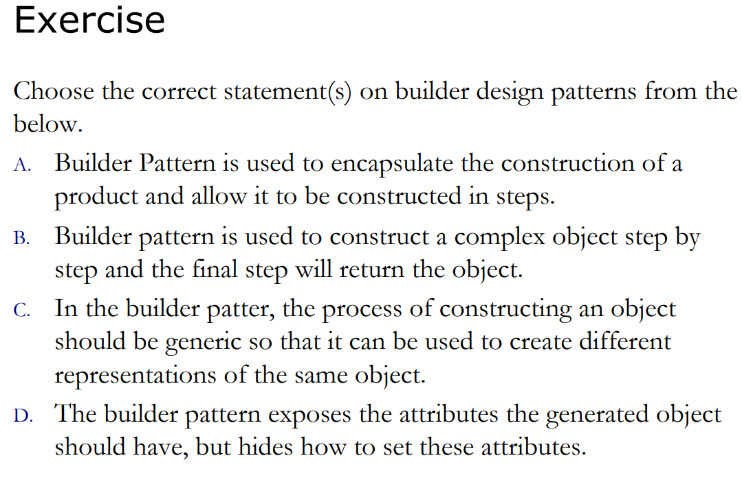 Exercise
Choose the correct statement(s) on builder design patterns from the
below.
A. Builder Pattern is used to encapsulate the construction of a
product and allow it to be constructed in steps.
B. Builder pattern is used to construct a complex object step by
step and the final step will return the object.
C. In the builder patter, the process of constructing an object
should be generic so that it can be used to create different
representations of the same object.
D. The builder pattern exposes the attributes the generated object
should have, but hides how to set these attributes.